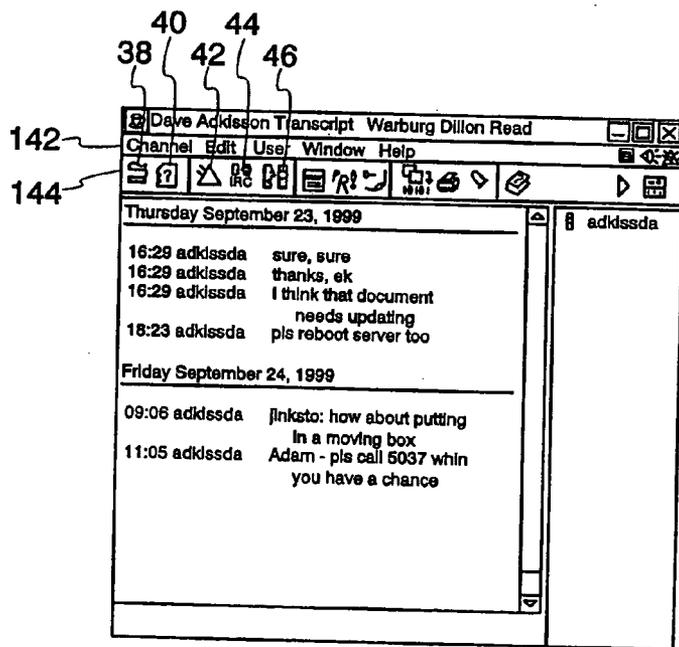 40
44
38
42
46
Dave Adkisson Transcript Warburg Dillon Read
142
Channel Edit User Window Help
144
IRC "R!
10101
Thursday September 23, 1999
adkissda
16:29 adkissda sure, sure
16:29 adkissda thanks, ek
16:29 adkissda I think that document
needs updating
18:23 adkissda pls reboot server too
Friday September 24, 1999
09:06 adkissda jinksto: how about putting
in a moving box
11:05 adkissda Adam - pls call 5037 whin
you have a chance